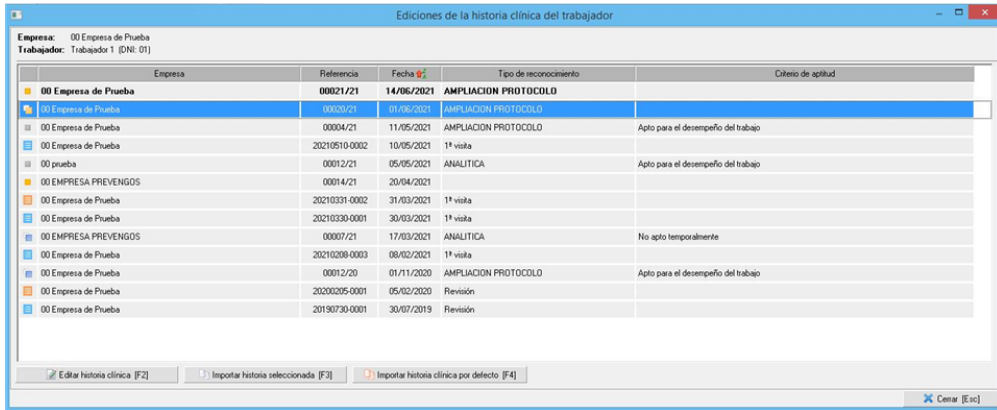 Ediciones de la historia clínica del trabajador
Empresa: 00 Empresa de Prueba
Trabajador: Trabajador 1 (DNI: 01)
Empresa Referencia Fecha Tipo de reconocimiento Criterio de aptitud
00 Empresa de Prueba 00021/21 14/06/2021 AMPLIACION PROTOCOLO
00 Empresa de Prueba 00020/21 01/06/2021 AMPLIACION PROTOCOLO
00 Empresa de Prueba 00004/21 11/05/2021 AMPLIACION PROTOCOLO Apto para el desempeño del trabajo
00 Empresa de Prueba 20210510-0002 10/05/2021 1ª visita
00 prueba 00012/21 05/05/2021 ANALITICA Apto para el desempeño del trabajo
00 EMPRESA PREVENGOS 00014/21 20/04/2021
00 Empresa de Prueba 20210331-0002 31/03/2021 1ª visita
00 Empresa de Prueba 20210330-0001 30/03/2021 1ª visita
00 EMPRESA PREVENGOS 00007/21 17/03/2021 ANALITICA No apto temporalmente
00 Empresa de Prueba 20210208-0003 08/02/2021 1ª visita
00 Empresa de Prueba 00012/20 01/11/2020 AMPLIACION PROTOCOLO Apto para el desempeño del trabajo
00 Empresa de Prueba 20200205-0001 05/02/2020 Revisión
00 Empresa de Prueba 20190730-0001 30/07/2019 Revisión
Editar historia clínica [F2] Importar historia seleccionada [F3] Importar historia clínica por defecto [F4]
Cerrar [Esc]